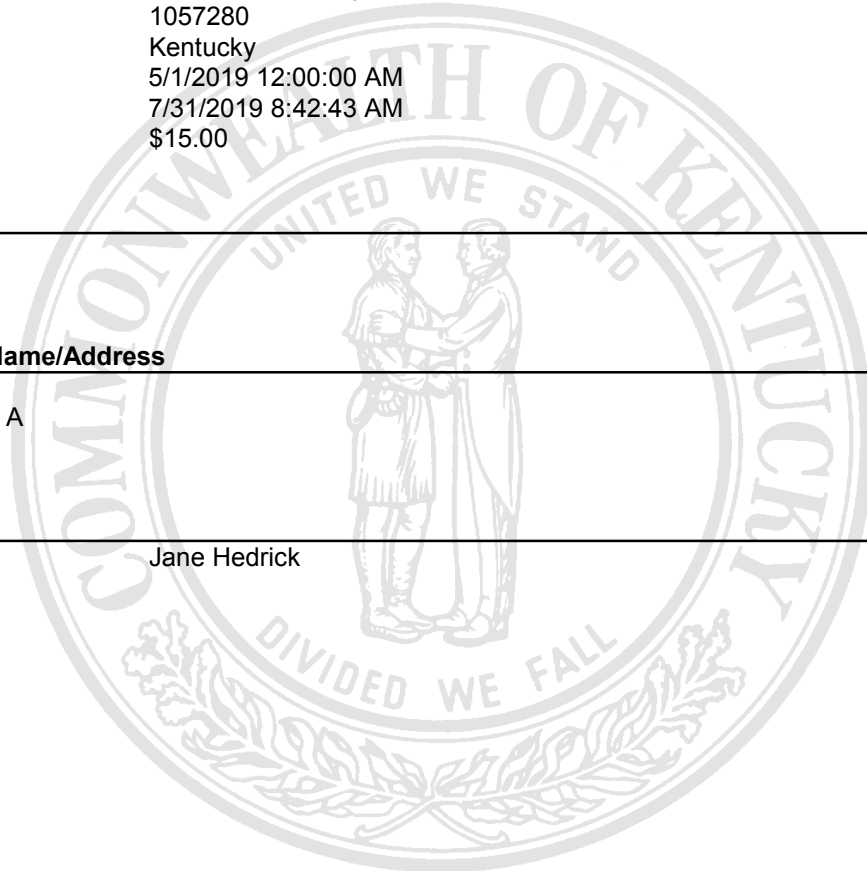 1057280
Kentucky
5/1/2019 12:00:00 AM
7/31/2019 8:42:43 AM
$15.00
COMMONWEALTH OF KENTUCKY
UNITED WE STAND
ame/Address
A
Jane Hedrick
DIVIDED WE FALL